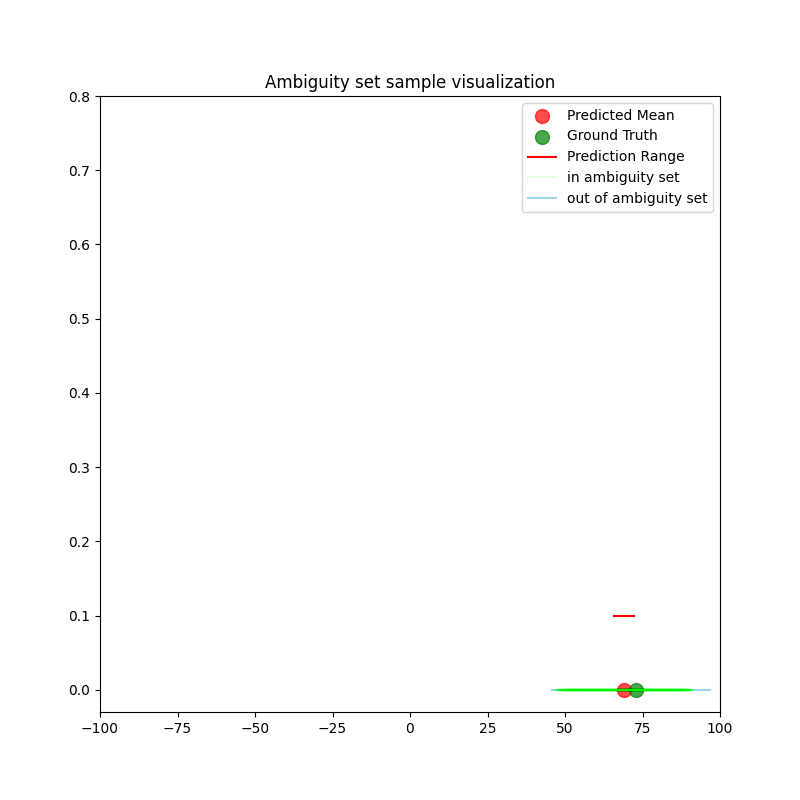 Ambiguity set sample visualization
0.8
0.7
0.6
0.5
0.4
0.3
0.2
0.1
0.0
Predicted Mean
Ground Truth
Prediction Range
in ambiguity set
out of ambiguity set
−100 −75 −50 −25 0 25 50 75 100